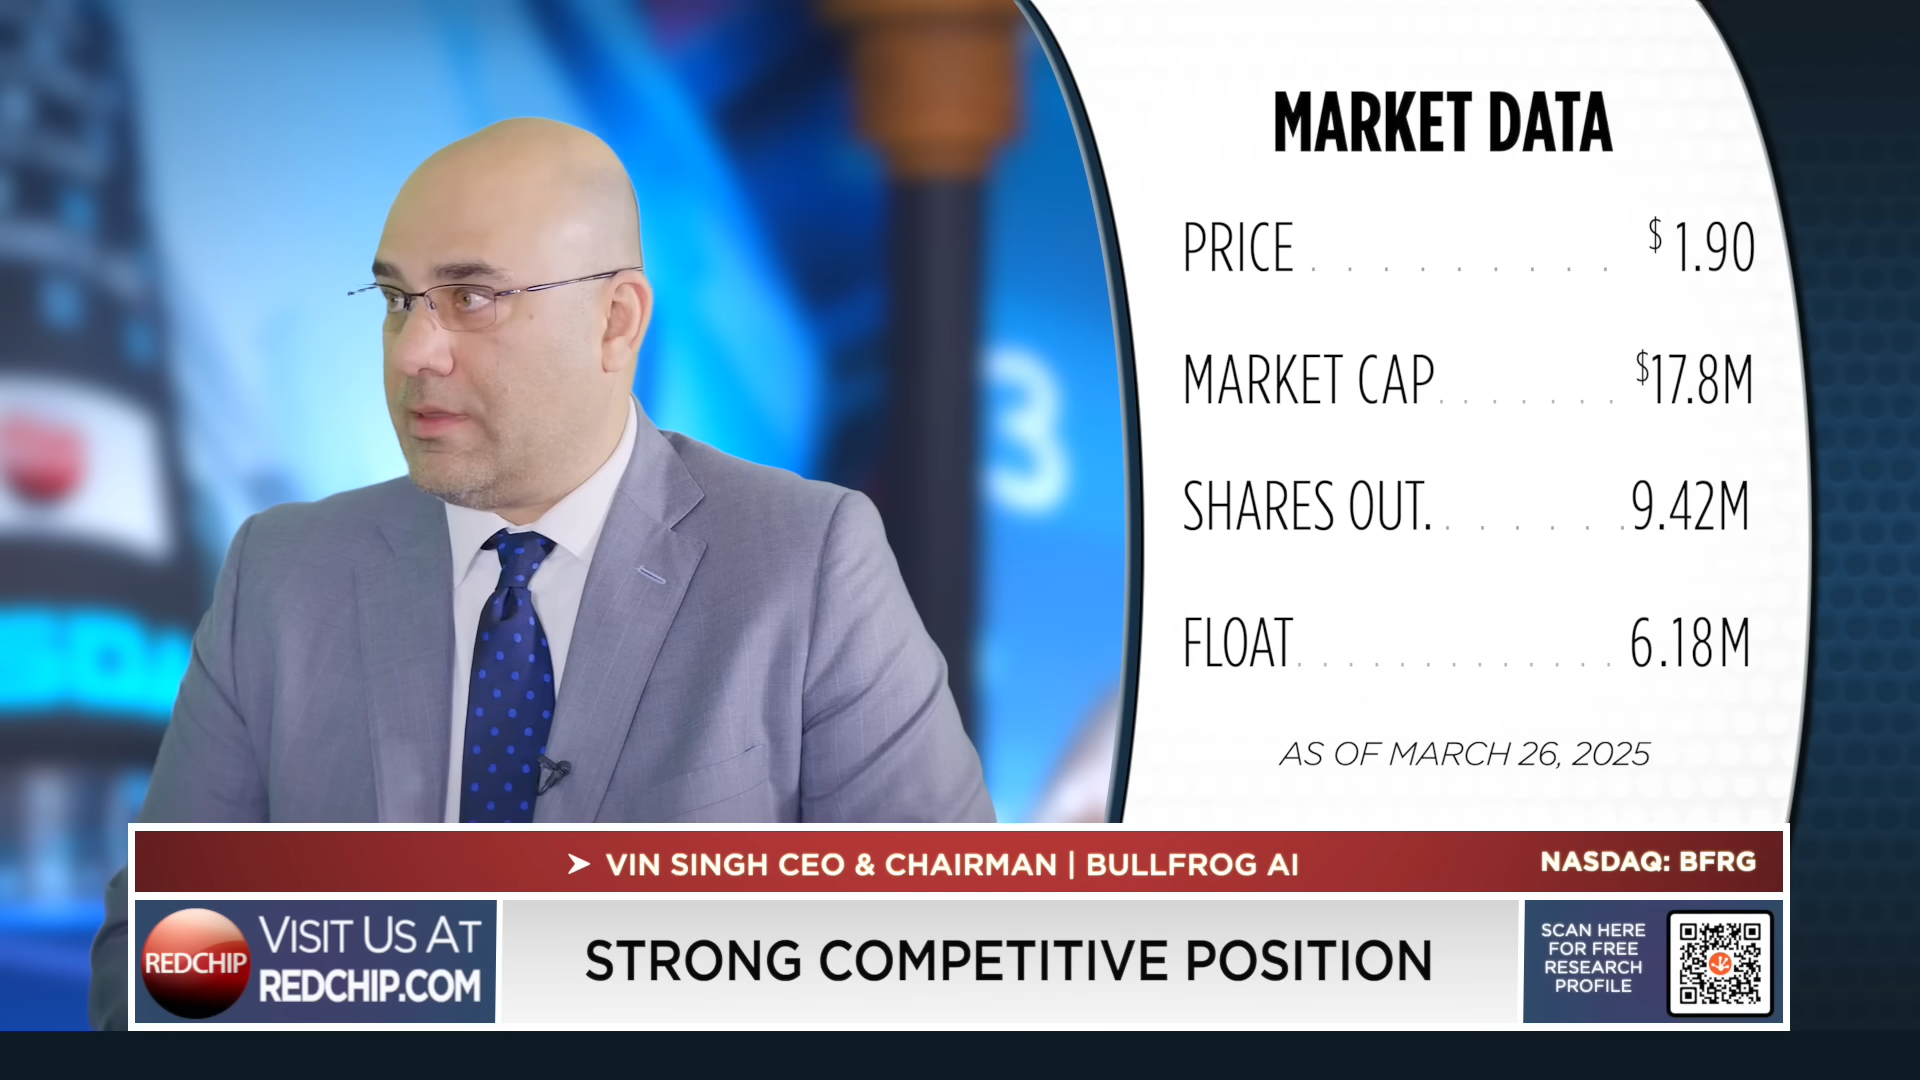 MARKET DATA
PRICE . . . . . . . . . $ 1.90
MARKET CAP. . . . . . . $17.8M
SHARES OUT. . . . . . .9.42M
FLOAT. . . . . . . . . . . . . 6.18M
AS OF MARCH 26, 2025
3
➤ VIN SINGH CEO & CHAIRMAN | BULLFROG AI
NASDAQ: BFRG
REDCHIP
VISIT US AT
REDCHIP.COM
STRONG COMPETITIVE POSITION
SCAN HERE
FOR FREE
RESEARCH
PROFILE